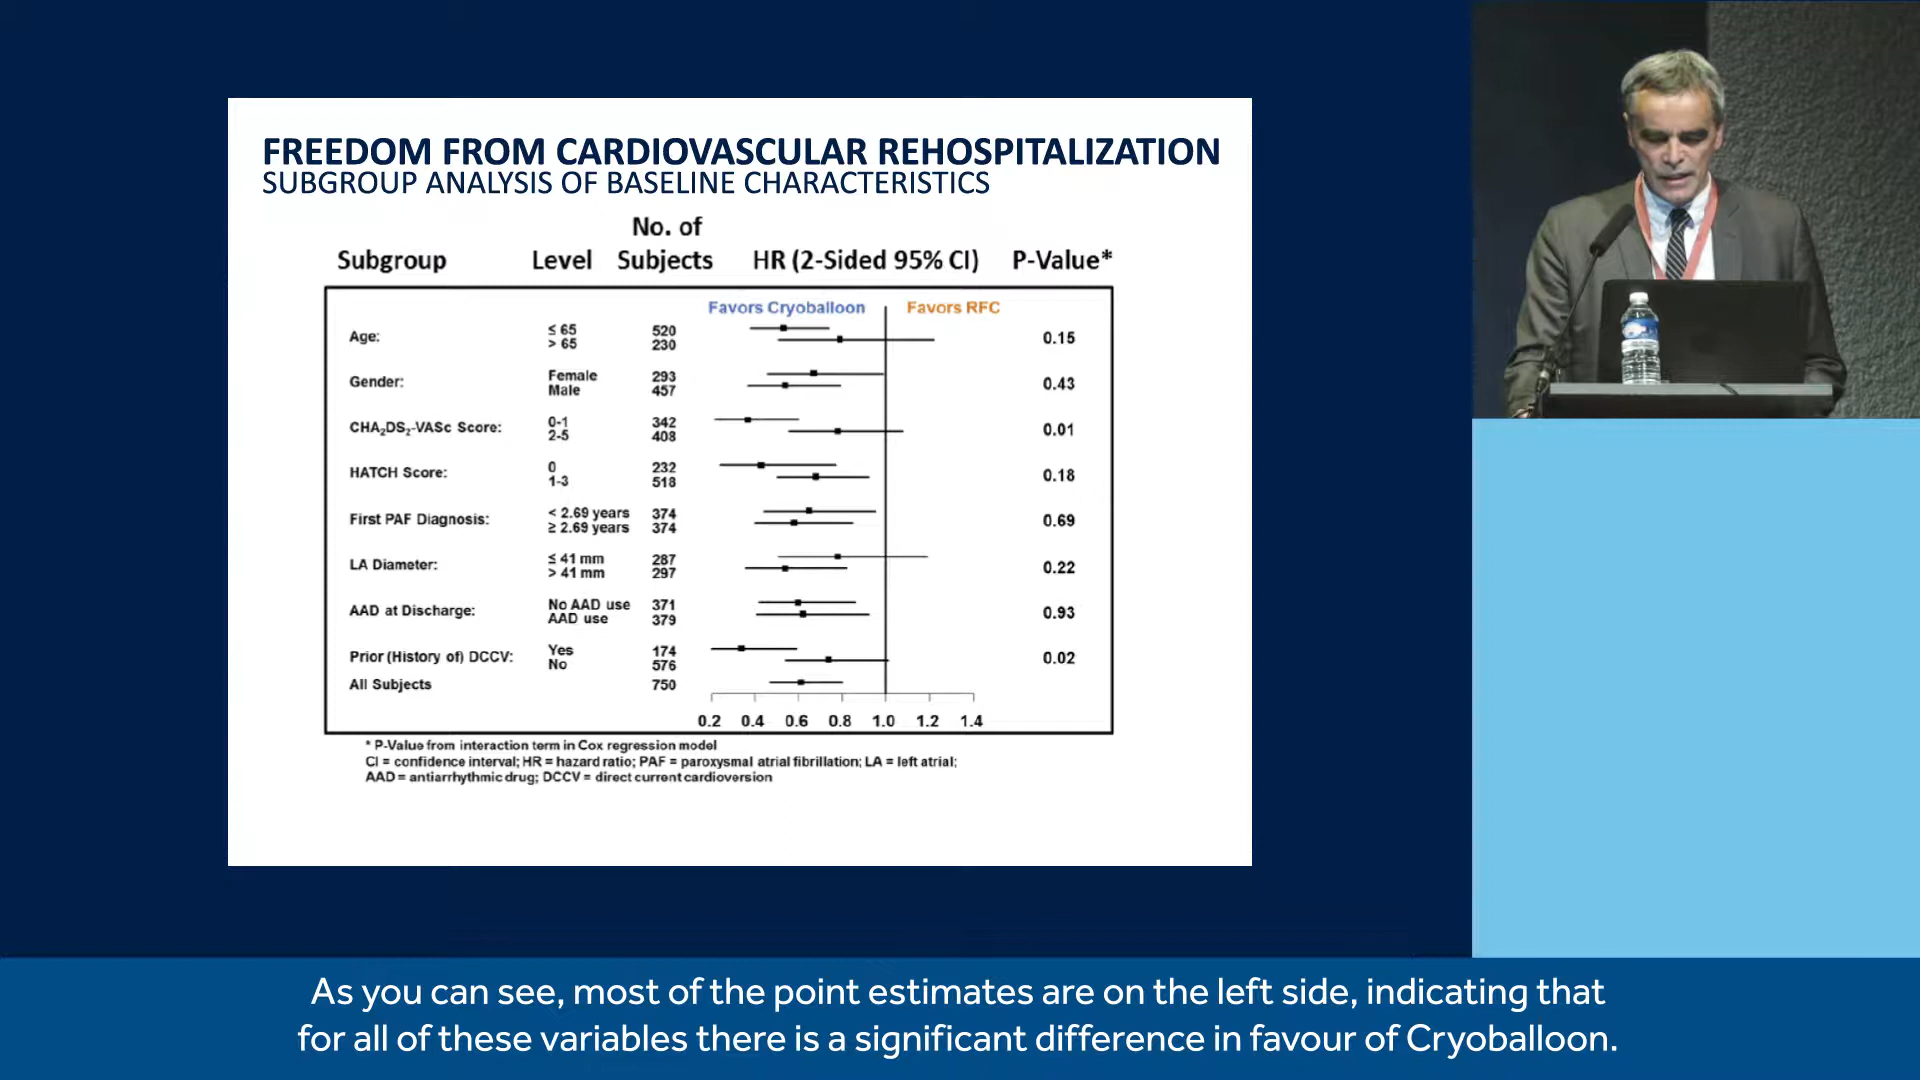 FREEDOM FROM CARDIOVASCULAR REHOSPITALIZATION
SUBGROUP ANALYSIS OF BASELINE CHARACTERISTICS
No. of
Subgroup Level Subjects HR (2-Sided 95% CI) P-Value*
Favors Cryoballoon Favors RFC
Age: ≤ 65 520 0.15
> 65 230
Gender: Female 293 0.43
Male 457
CHA₂DS₂-VASc Score: 0-1 342 0.01
2-5 408
HATCH Score: 0 232 0.18
1-3 518
First PAF Diagnosis: < 2.69 years 374 0.69
≥ 2.69 years 374
LA Diameter: ≤ 41 mm 287 0.22
> 41 mm 297
AAD at Discharge: No AAD use 371 0.93
AAD use 379
Prior (History of) DCCV: Yes 174 0.02
No 576
All Subjects 750
0.2 0.4 0.6 0.8 1.0 1.2 1.4
* P-Value from interaction term in Cox regression model
CI = confidence interval; HR = hazard ratio; PAF = paroxysmal atrial fibrillation; LA = left atrial;
AAD = antiarrhythmic drug; DCCV = direct current cardioversion
As you can see, most of the point estimates are on the left side, indicating that
for all of these variables there is a significant difference in favour of Cryoballoon.